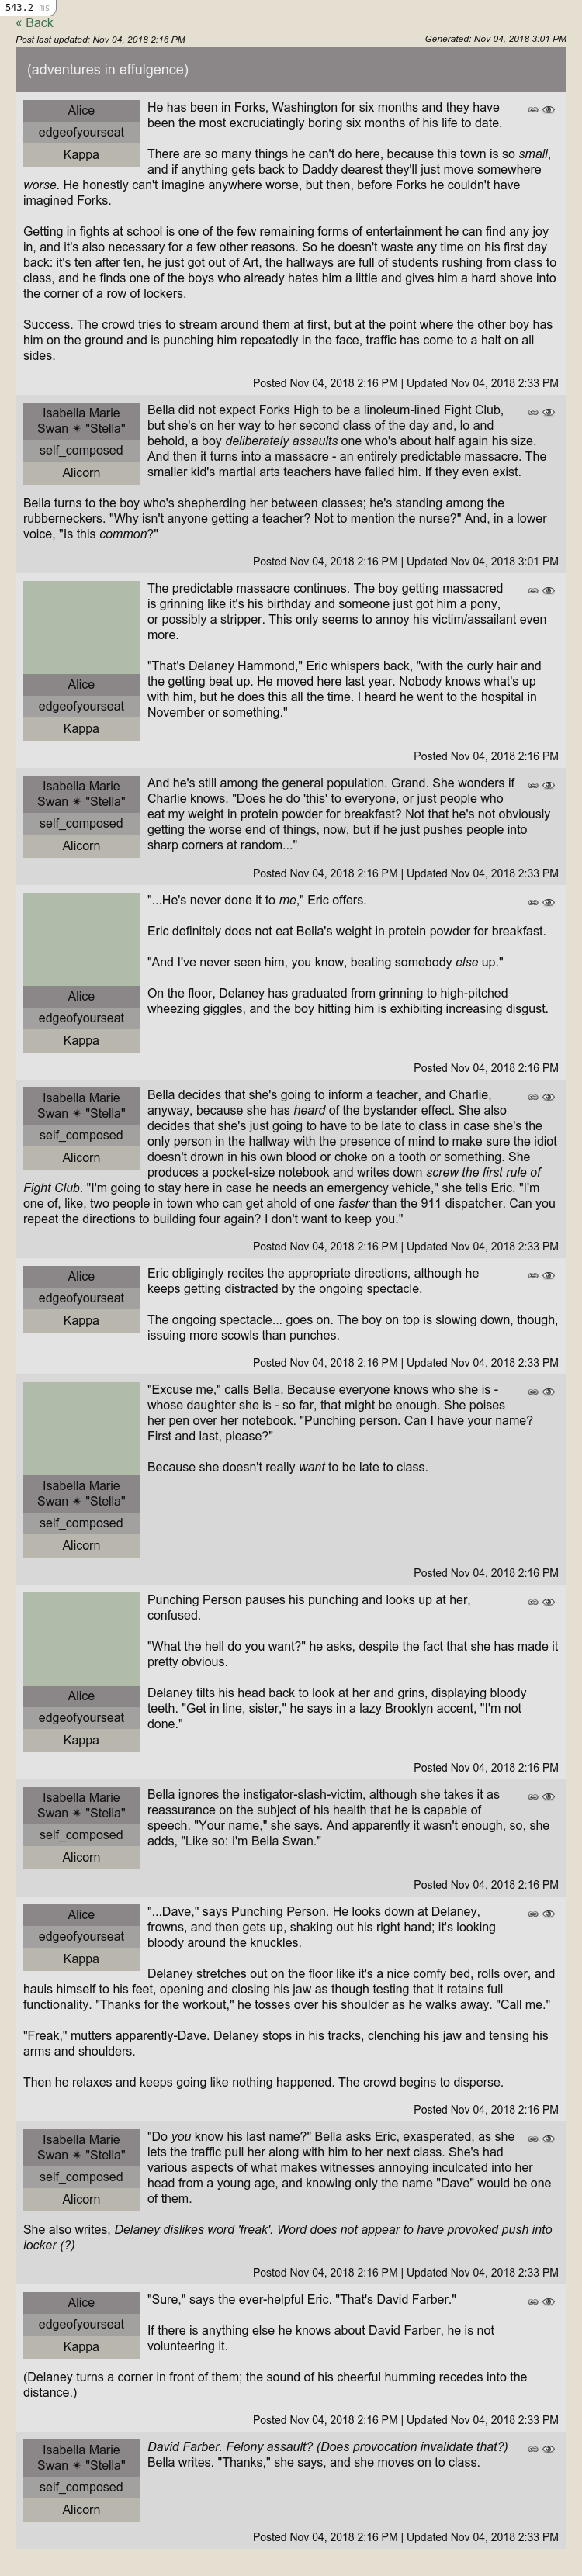 543.2 ms
« Back
Post last updated: Nov 04, 2018 2:16 PM
Generated: Nov 04, 2018 3:01 PM
(adventures in effulgence)
Alice
edgeofyourseat
Kappa
He has been in Forks, Washington for six months and they have
been the most excruciatingly boring six months of his life to date.
There are so many things he can't do here, because this town is so small,
and if anything gets back to Daddy dearest they'll just move somewhere
worse. He honestly can't imagine anywhere worse, but then, before Forks he couldn't have
imagined Forks.
Getting in fights at school is one of the few remaining forms of entertainment he can find any joy
in, and it's also necessary for a few other reasons. So he doesn't waste any time on his first day
back: it's ten after ten, he just got out of Art, the hallways are full of students rushing from class to
class, and he finds one of the boys who already hates him a little and gives him a hard shove into
the corner of a row of lockers.
Success. The crowd tries to stream around them at first, but at the point where the other boy has
him on the ground and is punching him repeatedly in the face, traffic has come to a halt on all
sides.
Posted Nov 04, 2018 2:16 PM | Updated Nov 04, 2018 2:33 PM
Isabella Marie
Swan ✴ "Stella"
self_composed
Alicorn
Bella did not expect Forks High to be a linoleum-lined Fight Club,
but she's on her way to her second class of the day and, lo and
behold, a boy deliberately assaults one who's about half again his size.
And then it turns into a massacre - an entirely predictable massacre. The
smaller kid's martial arts teachers have failed him. If they even exist.
Bella turns to the boy who's shepherding her between classes; he's standing among the
rubberneckers. "Why isn't anyone getting a teacher? Not to mention the nurse?" And, in a lower
voice, "Is this common?"
Posted Nov 04, 2018 2:16 PM | Updated Nov 04, 2018 3:01 PM
Alice
edgeofyourseat
Kappa
The predictable massacre continues. The boy getting massacred
is grinning like it's his birthday and someone just got him a pony,
or possibly a stripper. This only seems to annoy his victim/assailant even
more.
"That's Delaney Hammond," Eric whispers back, "with the curly hair and
the getting beat up. He moved here last year. Nobody knows what's up
with him, but he does this all the time. I heard he went to the hospital in
November or something."
Posted Nov 04, 2018 2:16 PM
Isabella Marie
Swan ✴ "Stella"
self_composed
Alicorn
And he's still among the general population. Grand. She wonders if
Charlie knows. "Does he do 'this' to everyone, or just people who
eat my weight in protein powder for breakfast? Not that he's not obviously
getting the worse end of things, now, but if he just pushes people into
sharp corners at random..."
Posted Nov 04, 2018 2:16 PM | Updated Nov 04, 2018 2:33 PM
Alice
edgeofyourseat
Kappa
"...He's never done it to me," Eric offers.
Eric definitely does not eat Bella's weight in protein powder for breakfast.
"And I've never seen him, you know, beating somebody else up."
On the floor, Delaney has graduated from grinning to high-pitched
wheezing giggles, and the boy hitting him is exhibiting increasing disgust.
Posted Nov 04, 2018 2:16 PM
Isabella Marie
Swan ✴ "Stella"
self_composed
Alicorn
Bella decides that she's going to inform a teacher, and Charlie,
anyway, because she has heard of the bystander effect. She also
decides that she's just going to have to be late to class in case she's the
only person in the hallway with the presence of mind to make sure the idiot
doesn't drown in his own blood or choke on a tooth or something. She
produces a pocket-size notebook and writes down screw the first rule of
Fight Club. "I'm going to stay here in case he needs an emergency vehicle," she tells Eric. "I'm
one of, like, two people in town who can get ahold of one faster than the 911 dispatcher. Can you
repeat the directions to building four again? I don't want to keep you."
Posted Nov 04, 2018 2:16 PM | Updated Nov 04, 2018 2:33 PM
Alice
edgeofyourseat
Kappa
Eric obligingly recites the appropriate directions, although he
keeps getting distracted by the ongoing spectacle.
The ongoing spectacle... goes on. The boy on top is slowing down, though,
issuing more scowls than punches.
Posted Nov 04, 2018 2:16 PM | Updated Nov 04, 2018 2:33 PM
Isabella Marie
Swan ✴ "Stella"
self_composed
Alicorn
"Excuse me," calls Bella. Because everyone knows who she is -
whose daughter she is - so far, that might be enough. She poises
her pen over her notebook. "Punching person. Can I have your name?
First and last, please?"
Because she doesn't really want to be late to class.
Posted Nov 04, 2018 2:16 PM
Alice
edgeofyourseat
Kappa
Punching Person pauses his punching and looks up at her,
confused.
"What the hell do you want?" he asks, despite the fact that she has made it
pretty obvious.
Delaney tilts his head back to look at her and grins, displaying bloody
teeth. "Get in line, sister," he says in a lazy Brooklyn accent, "I'm not
done."
Posted Nov 04, 2018 2:16 PM
Isabella Marie
Swan ✴ "Stella"
self_composed
Alicorn
Bella ignores the instigator-slash-victim, although she takes it as
reassurance on the subject of his health that he is capable of
speech. "Your name," she says. And apparently it wasn't enough, so, she
adds, "Like so: I'm Bella Swan."
Posted Nov 04, 2018 2:16 PM
Alice
edgeofyourseat
Kappa
"...Dave," says Punching Person. He looks down at Delaney,
frowns, and then gets up, shaking out his right hand; it's looking
bloody around the knuckles.
Delaney stretches out on the floor like it's a nice comfy bed, rolls over, and
hauls himself to his feet, opening and closing his jaw as though testing that it retains full
functionality. "Thanks for the workout," he tosses over his shoulder as he walks away. "Call me."
"Freak," mutters apparently-Dave. Delaney stops in his tracks, clenching his jaw and tensing his
arms and shoulders.
Then he relaxes and keeps going like nothing happened. The crowd begins to disperse.
Posted Nov 04, 2018 2:16 PM
Isabella Marie
Swan ✴ "Stella"
self_composed
Alicorn
"Do you know his last name?" Bella asks Eric, exasperated, as she
lets the traffic pull her along with him to her next class. She's had
various aspects of what makes witnesses annoying inculcated into her
head from a young age, and knowing only the name "Dave" would be one
of them.
She also writes, Delaney dislikes word 'freak'. Word does not appear to have provoked push into
locker (?)
Posted Nov 04, 2018 2:16 PM | Updated Nov 04, 2018 2:33 PM
Alice
edgeofyourseat
Kappa
"Sure," says the ever-helpful Eric. "That's David Farber."
If there is anything else he knows about David Farber, he is not
volunteering it.
(Delaney turns a corner in front of them; the sound of his cheerful humming recedes into the
distance.)
Posted Nov 04, 2018 2:16 PM | Updated Nov 04, 2018 2:33 PM
Isabella Marie
Swan ✴ "Stella"
self_composed
Alicorn
David Farber. Felony assault? (Does provocation invalidate that?)
Bella writes. "Thanks," she says, and she moves on to class.
Posted Nov 04, 2018 2:16 PM | Updated Nov 04, 2018 2:33 PM